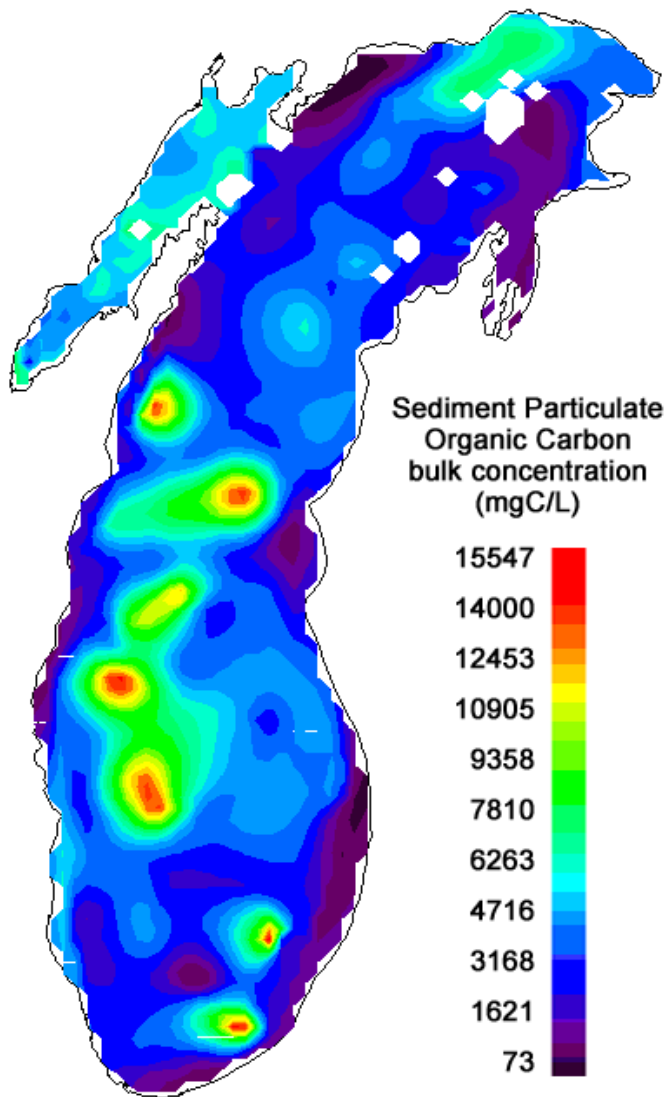 Sediment Particulate
Organic Carbon
bulk concentration
(mgC/L)
15547
14000
12453
10905
9358
7810
6263
4716
3168
1621
73